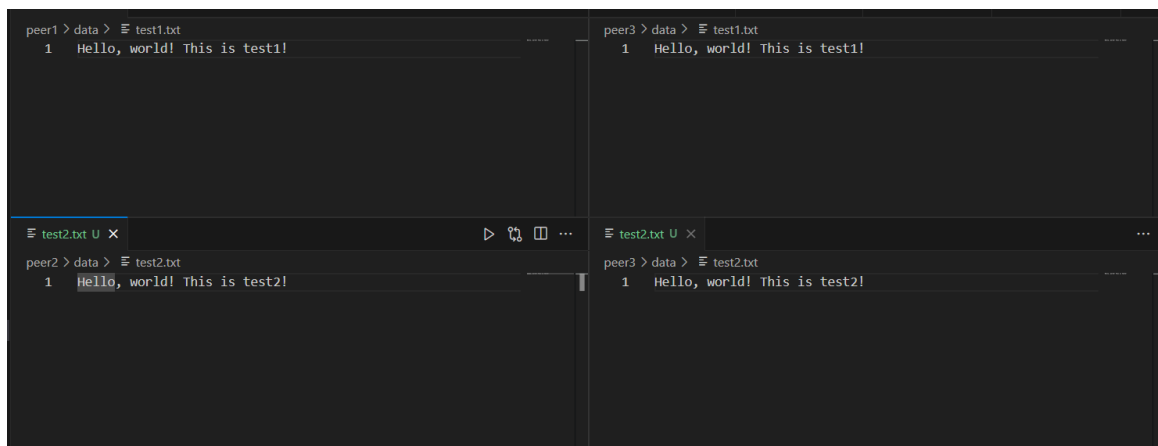 peer1 > data > test1.txt
1 Hello, world! This is test1!
peer3 > data > test1.txt
1 Hello, world! This is test1!
test2.txt U
peer2 > data > test2.txt
1 Hello, world! This is test2!
test2.txt U
peer3 > data > test2.txt
1 Hello, world! This is test2!